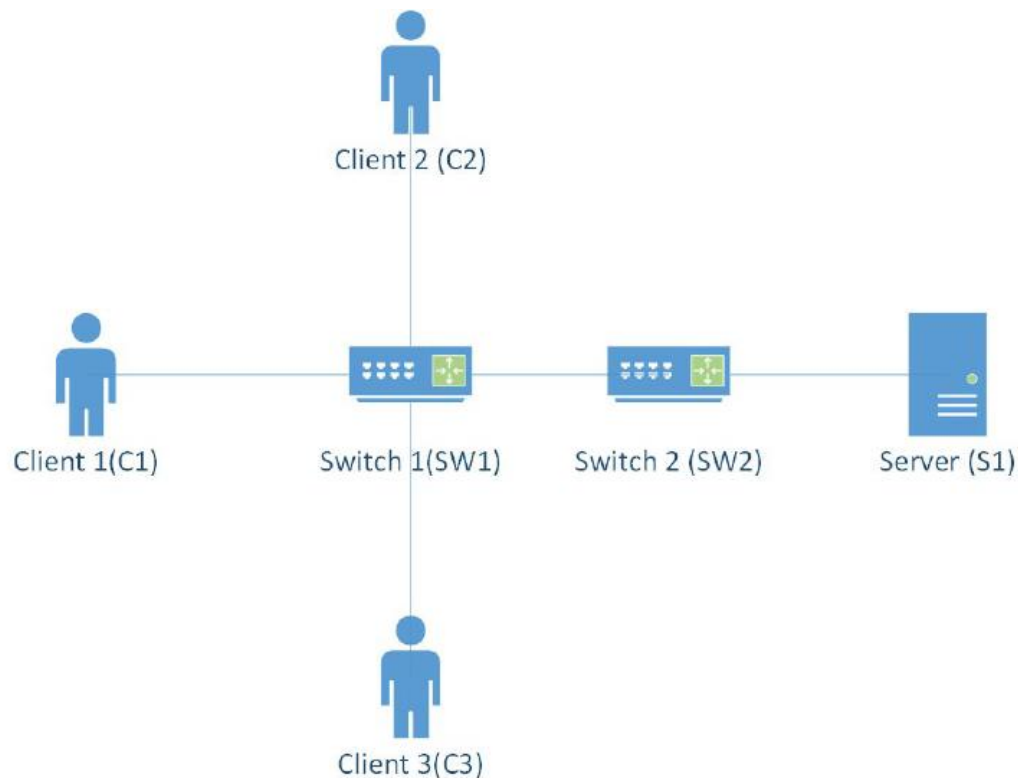 Client 2 (C2)
Client 1(C1)
Switch 1(SW1)
Switch 2 (SW2)
Server (S1)
Client 3(C3)